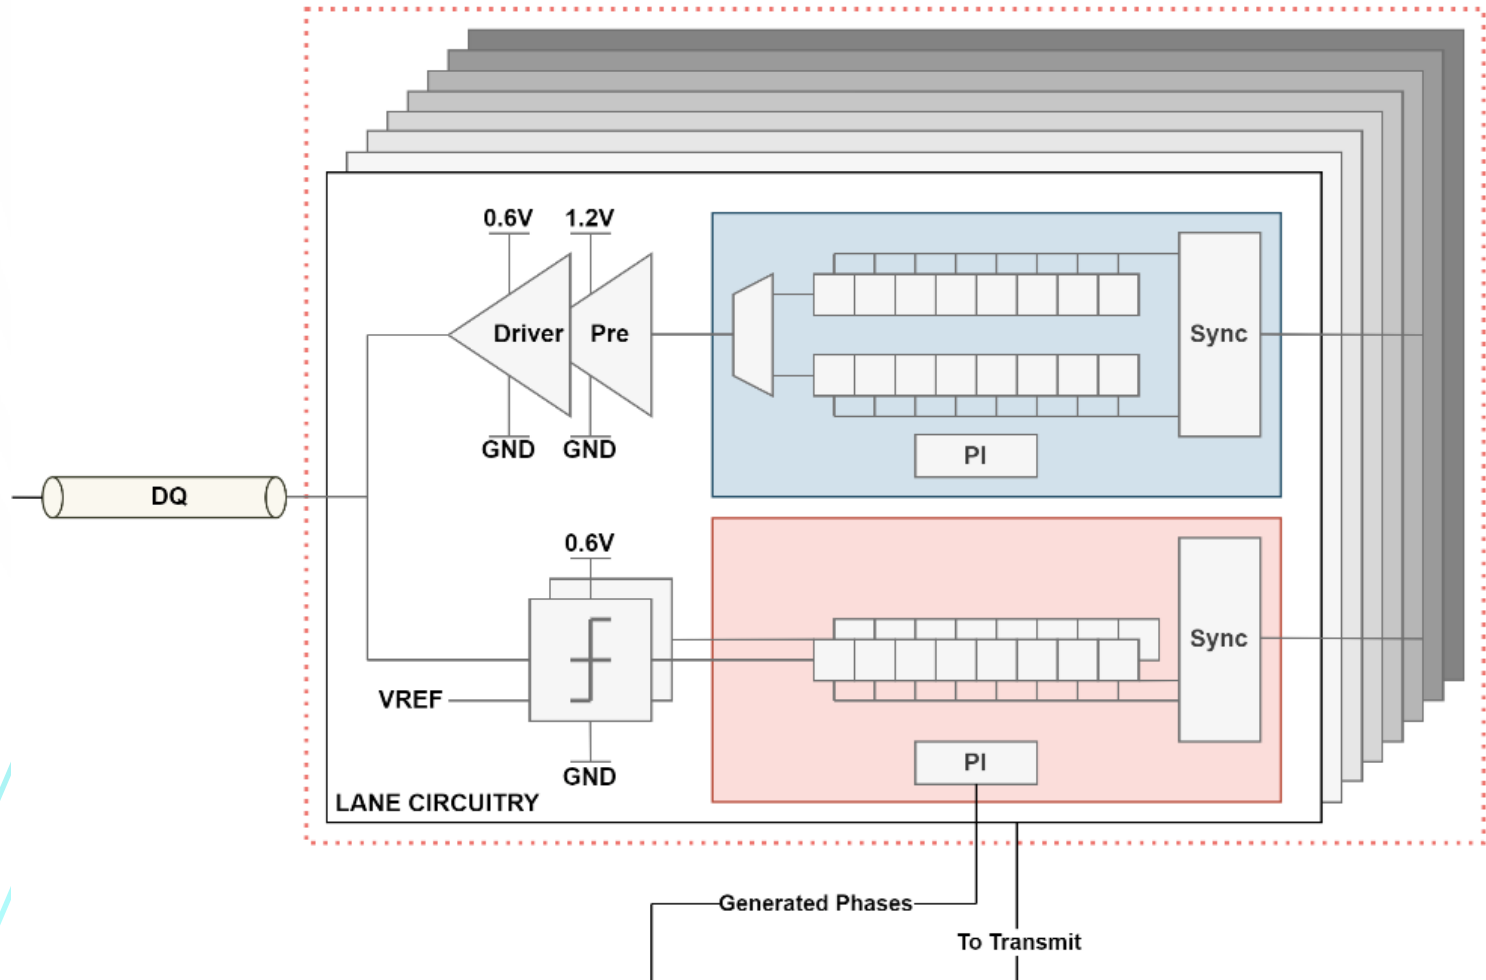 0.6V 1.2V
Driver Pre
Sync
GND GND
PI
DQ
0.6V
Sync
VREF
PI
GND
LANE CIRCUITRY
Generated Phases
To Transmit